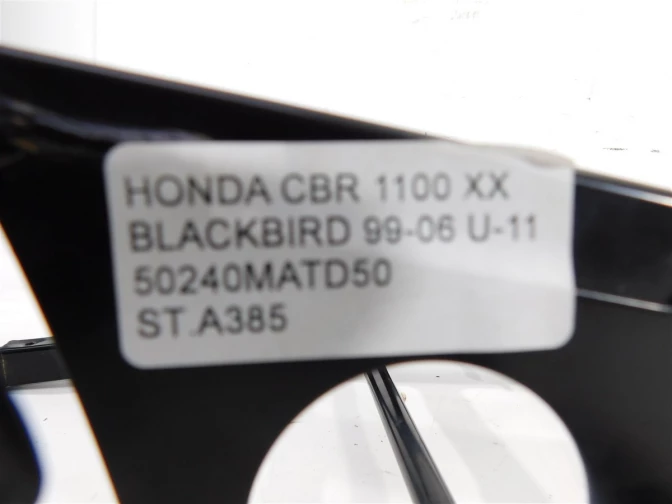 HONDA CBR 1100 XX
BLACKBIRD 99-06 U-11
50240MATD50
ST.A385